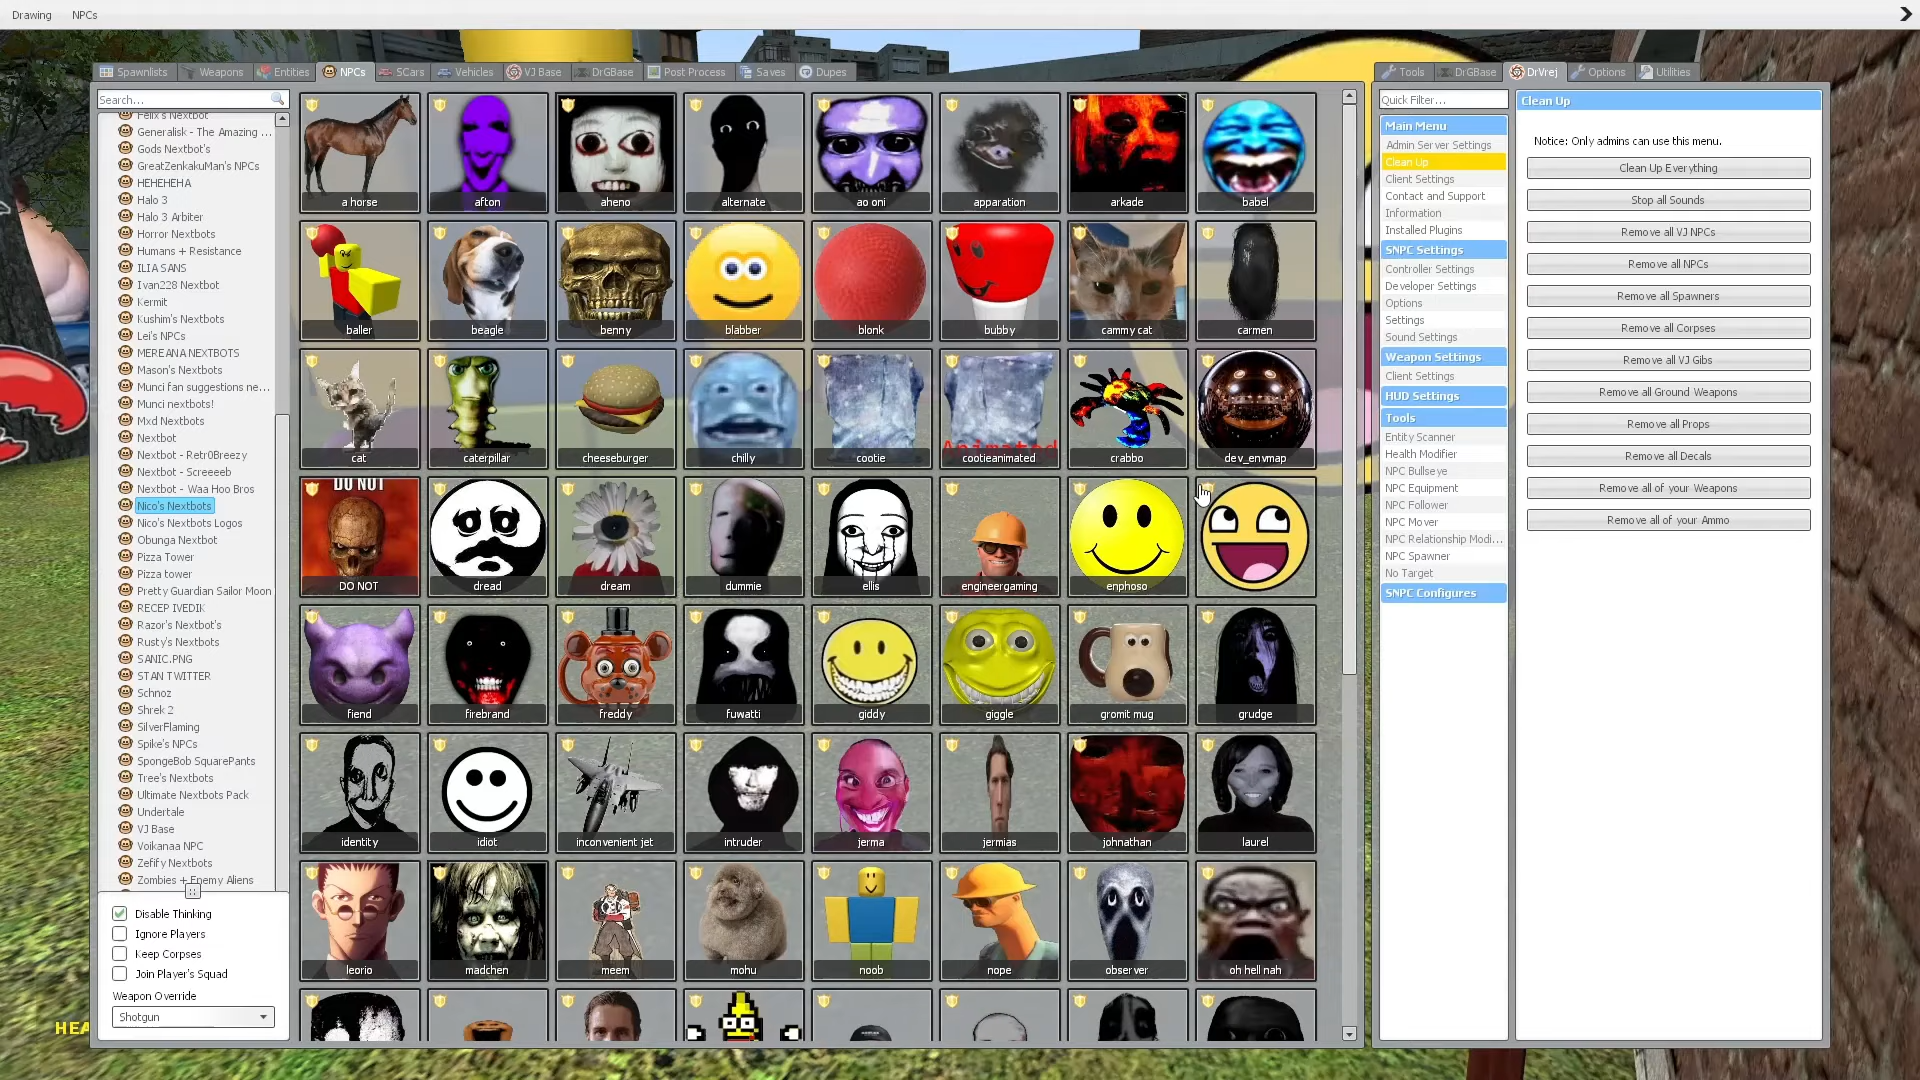 Drawing NPCs
Spawnlists Weapons Entities NPCs SCars Vehicles VJ Base DrGBase Post Process Saves Dupes
Tools DrGBase DrVrej Options Utilities
Search...
Felix's Nextbot
Generalisk - The Amazing ...
Gods Nextbot's
GreatZenkakuMan's NPCs
HEHEHEHA
Halo 3
Halo 3 Arbiter
Horror Nextbots
Humans + Resistance
ILIA SANS
Ivan228 Nextbot
Kermit
Kushim's Nextbots
Lei's NPCs
MEREANA NEXTBOTS
Mason's Nextbots
Munci fan suggestions ne...
Munci nextbots!
Mxd Nextbots
Nextbot
Nextbot - Retr0Breezy
Nextbot - Screeeeb
Nextbot - Waa Hoo Bros
Nico's Nextbots
Nico's Nextbots Logos
Obunga Nextbot
Pizza Tower
Pizza tower
Pretty Guardian Sailor Moon
RECEP IVEDIK
Razor's Nextbot's
Rusty's Nextbots
SANIC.PNG
STAN TWITTER
Schnoz
Shrek 2
SilverFlaming
Spike's NPCs
SpongeBob SquarePants
Tree's Nextbots
Ultimate Nextbots Pack
Undertale
VJ Base
Voikanaa NPC
Zefify Nextbots
Zombies + Enemy Aliens
Disable Thinking
Ignore Players
Keep Corpses
Join Player's Squad
Weapon Override
Shotgun
HEA
a horse afton aheno alternate ao oni apparation arkade babel
baller beagle benny blabber blonk bubby cammy cat carmen
Animated
cat caterpillar cheeseburger chilly cootie cootieanimated crabbo dev_envmap
DO NOT
DO NOT dread dream dummie ellis engineergaming enphoso
fiend firebrand freddy fuwatti giddy giggle gromit mug grudge
identity idiot inconvenient jet intruder jerma jermias johnathan laurel
leorio madchen meem mohu noob nope observer oh hell nah
Quick Filter...
Main Menu
Admin Server Settings
Clean Up
Client Settings
Contact and Support
Information
Installed Plugins
SNPC Settings
Controller Settings
Developer Settings
Options
Settings
Sound Settings
Weapon Settings
Client Settings
HUD Settings
Tools
Entity Scanner
Health Modifier
NPC Bullseye
NPC Equipment
NPC Follower
NPC Mover
NPC Relationship Modi...
NPC Spawner
No Target
SNPC Configures
Clean Up
Notice: Only admins can use this menu.
Clean Up Everything
Stop all Sounds
Remove all VJ NPCs
Remove all NPCs
Remove all Spawners
Remove all Corpses
Remove all VJ Gibs
Remove all Ground Weapons
Remove all Props
Remove all Decals
Remove all of your Weapons
Remove all of your Ammo